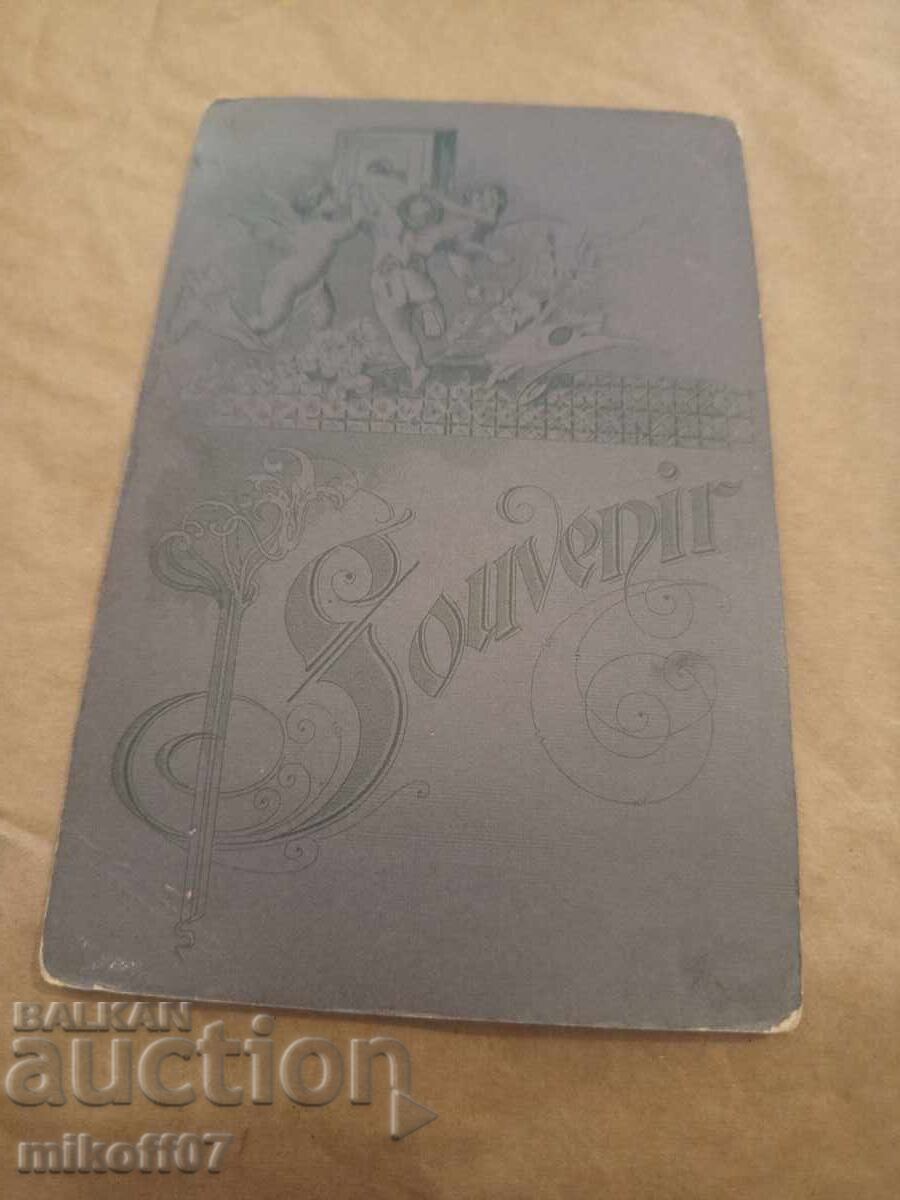 Souvenir
BALKAN
auction
mikoff07